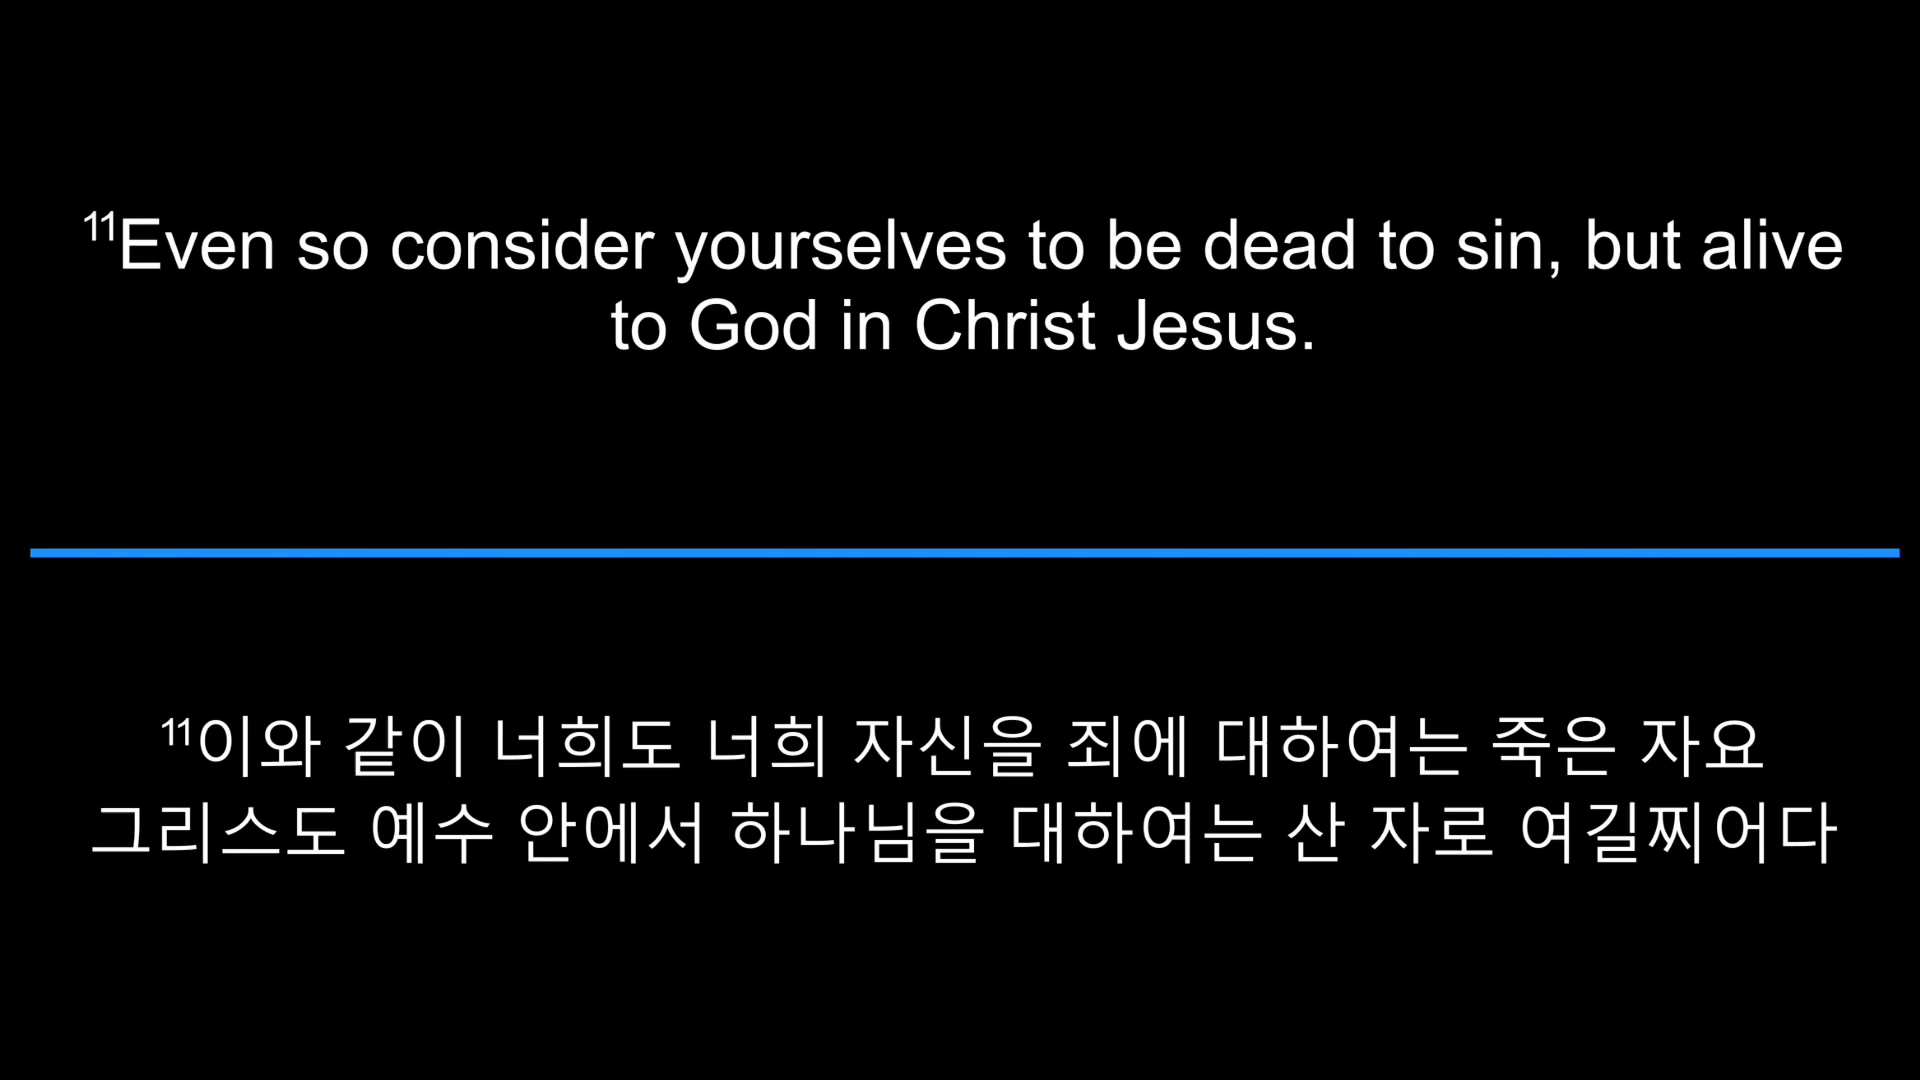 ¹¹Even so consider yourselves to be dead to sin, but alive
to God in Christ Jesus.
¹¹이와 같이 너희도 너희 자신을 죄에 대하여는 죽은 자요
그리스도 예수 안에서 하나님을 대하여는 산 자로 여길찌어다